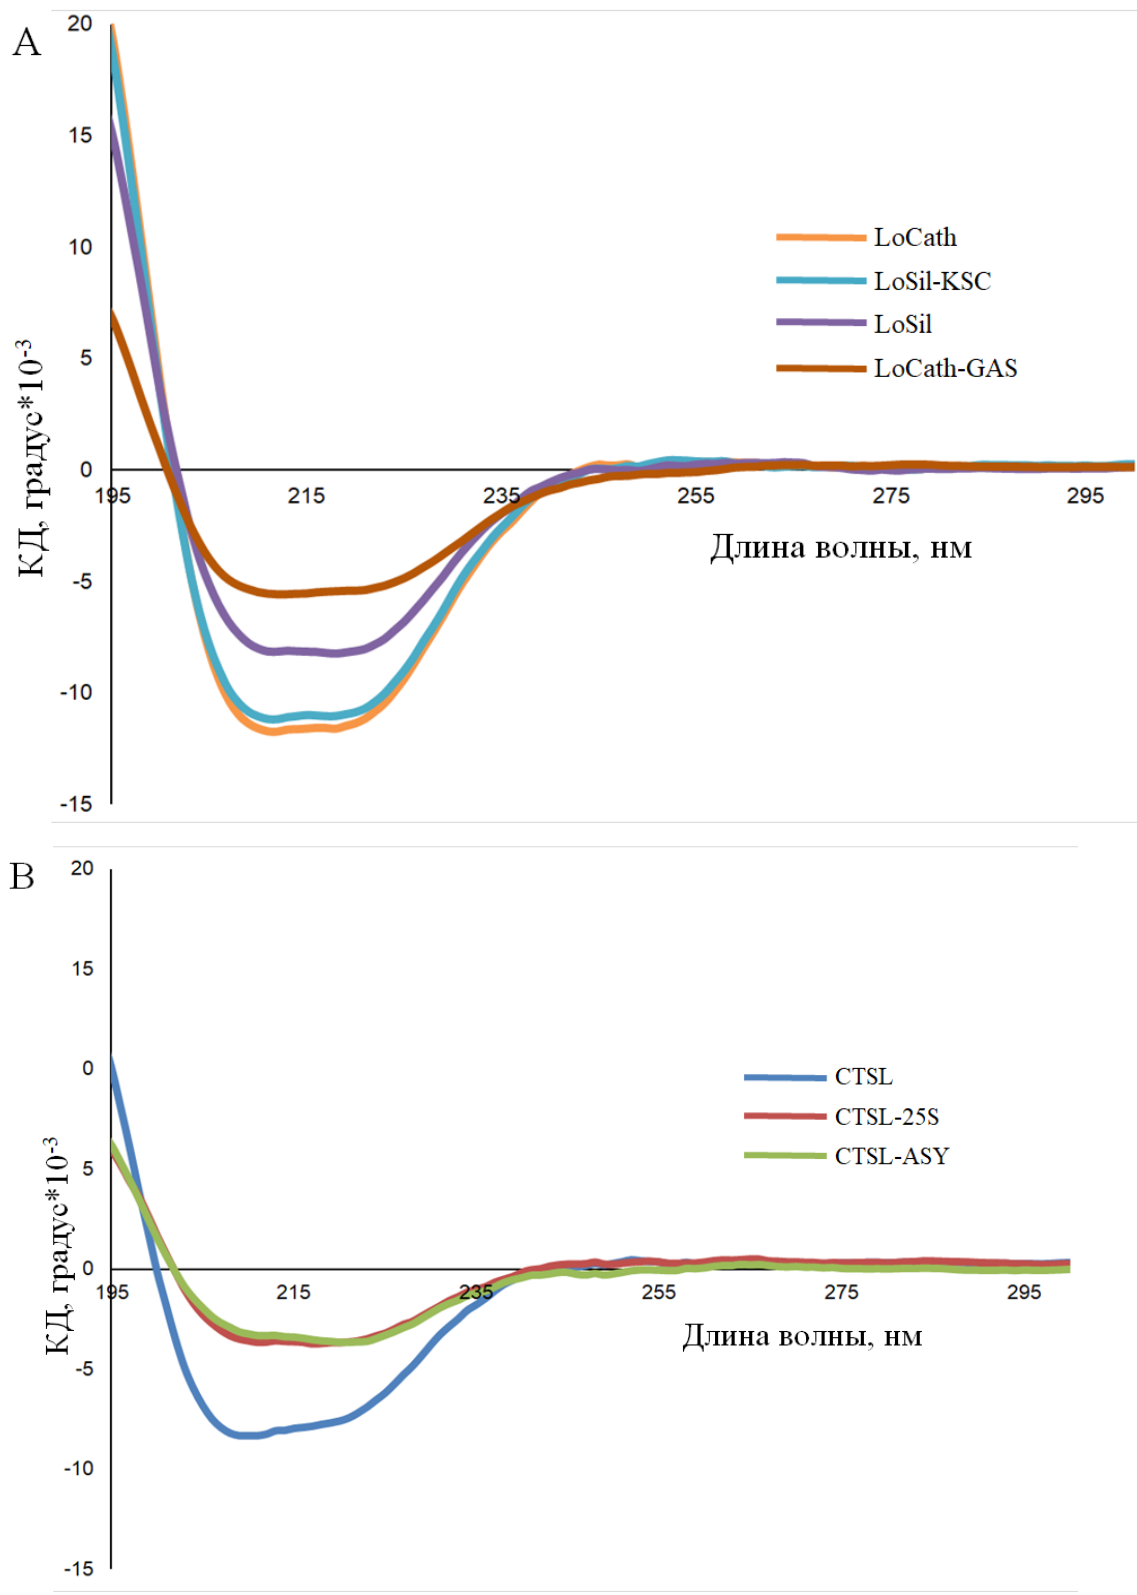 A
20
15
10
5
0
-5
-10
-15
195
215
235
255
275
295
КД, градус*10-3
Длина волны, нм
LoCath
LoSil-KSC
LoSil
LoCath-GAS
B
20
15
0
5
0
-5
-10
-15
195
215
235
255
275
295
КД, градус*10-3
Длина волны, нм
CTSL
CTSL-25S
CTSL-ASY